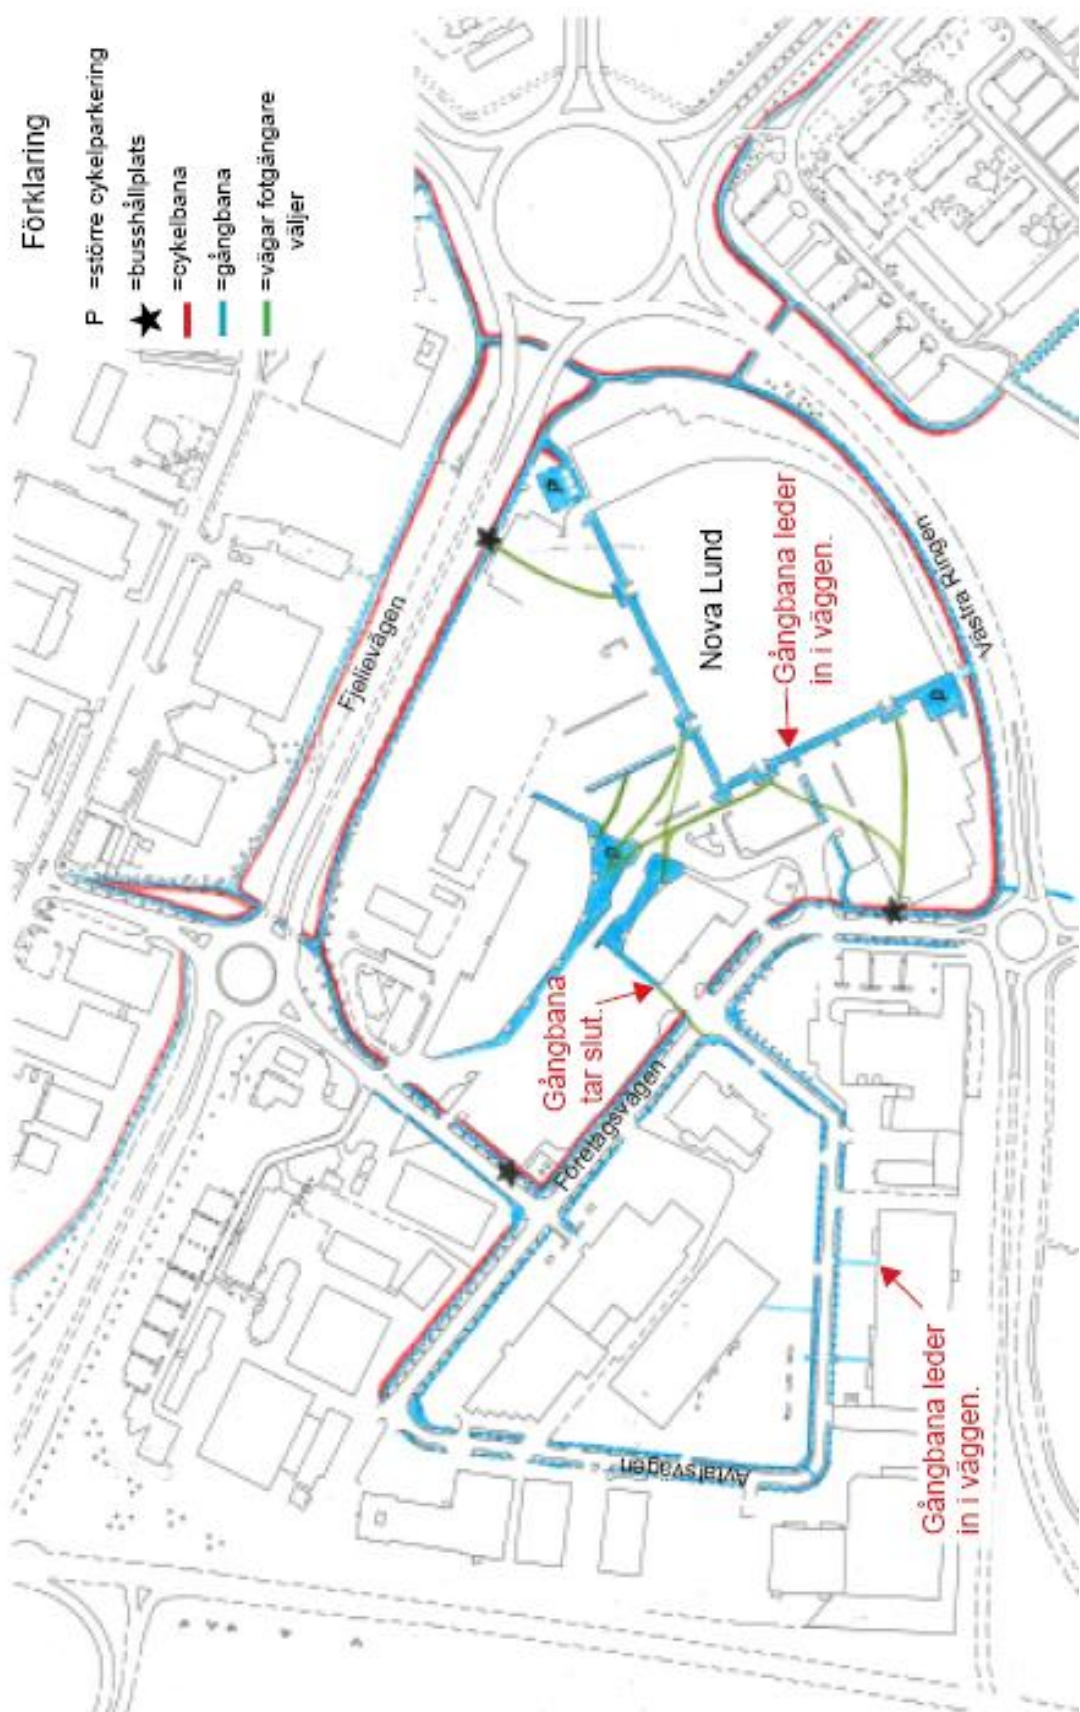 Förklaring
P =större cykelparkering
=busshållplats
=cykelbana
=gångbana
=vägar fotgängare
väljer
Fjelievägen
P
Nova Lund
Gångbana leder
in i väggen.
Västra Ringen
P
P
Gångbana
tar slut.
Företagsvägen
Avtalsvägen
Gångbana leder
in i väggen.